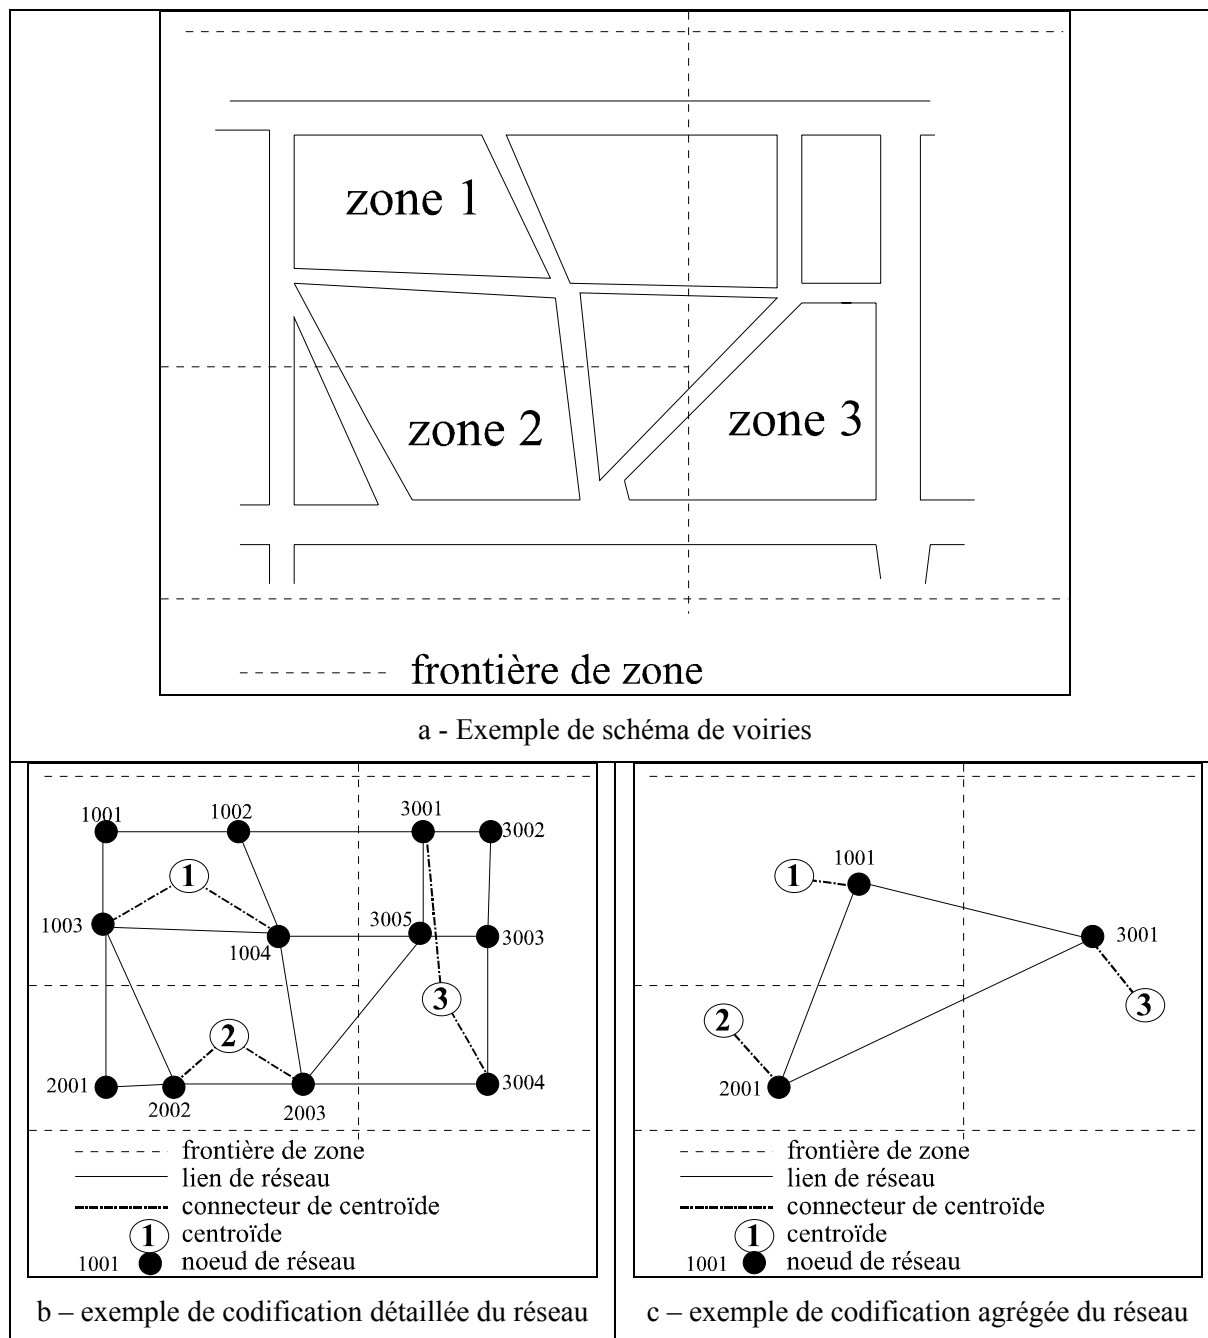 zone 1
zone 2
zone 3
frontière de zone
a - Exemple de schéma de voiries
1001
1002
3001
3002
1
1003
1004
3005
3003
3
2
2001
2002
2003
3004
frontière de zone
lien de réseau
connecteur de centroïde
1 centroïde
1001 noeud de réseau
b – exemple de codification détaillée du réseau
1001
1
3001
3
2
2001
frontière de zone
lien de réseau
connecteur de centroïde
1 centroïde
1001 noeud de réseau
c – exemple de codification agrégée du réseau